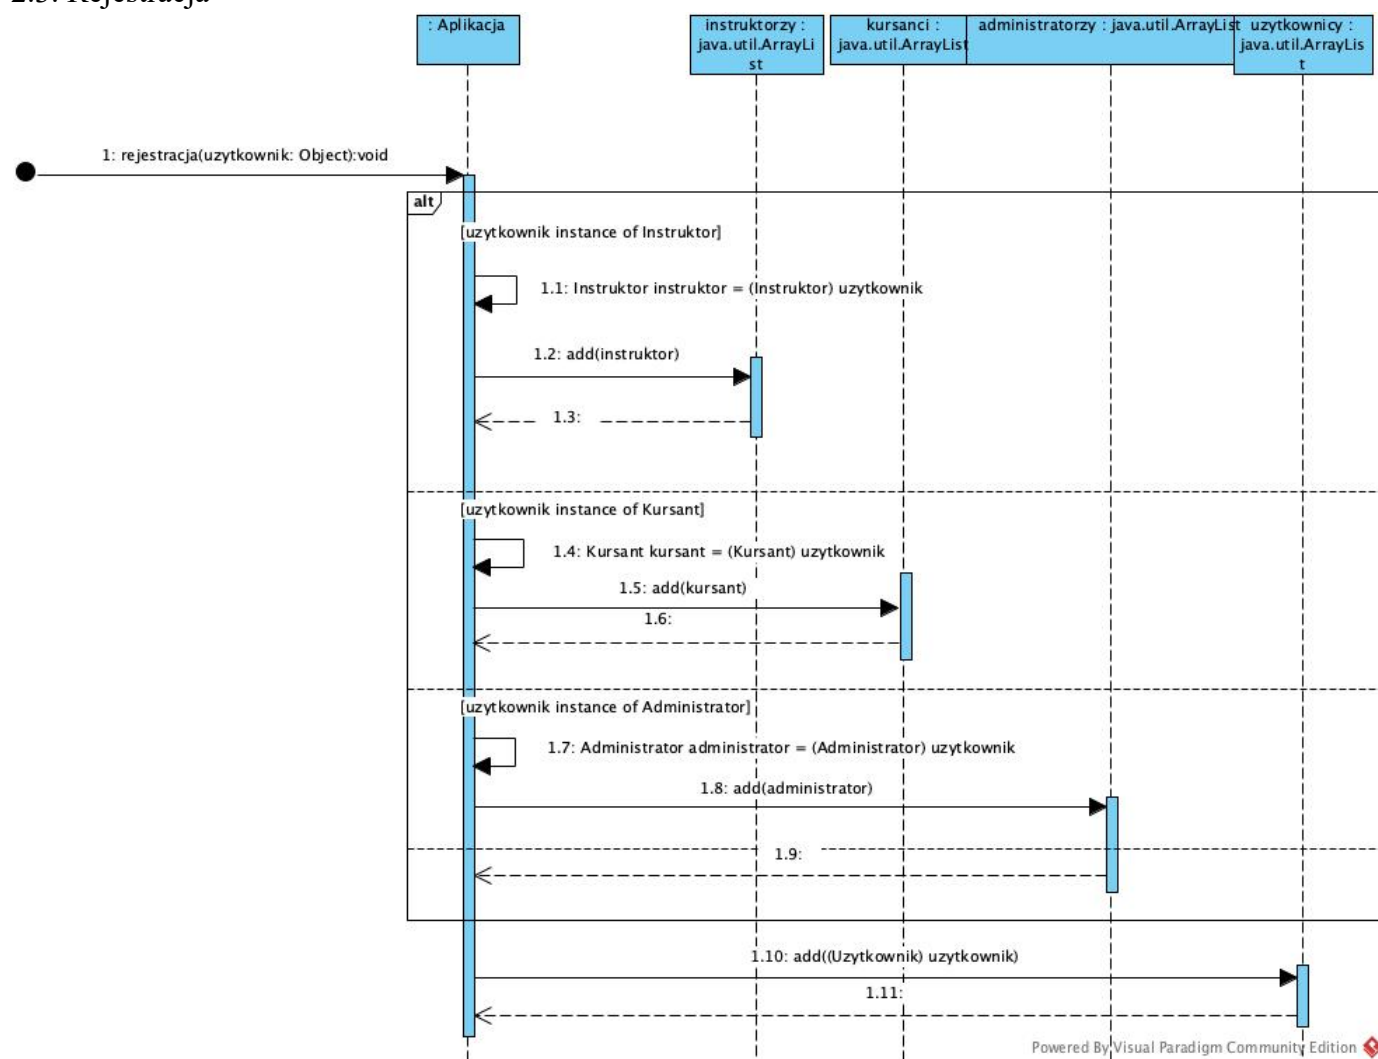 2.3. Rejestracja
: Aplikacja
instruktorzy :
java.util.ArrayLi
st
kursanci :
java.util.ArrayList
administratorzy : java.util.ArrayList
uzytkownicy :
java.util.ArrayLis
t
1: rejestracja(uzytkownik: Object):void
alt
[uzytkownik instance of Instruktor]
1.1: Instruktor instruktor = (Instruktor) uzytkownik
1.2: add(instruktor)
1.3:
[uzytkownik instance of Kursant]
1.4: Kursant kursant = (Kursant) uzytkownik
1.5: add(kursant)
1.6:
[uzytkownik instance of Administrator]
1.7: Administrator administrator = (Administrator) uzytkownik
1.8: add(administrator)
1.9:
1.10: add((Uzytkownik) uzytkownik)
1.11:
Powered By Visual Paradigm Community Edition